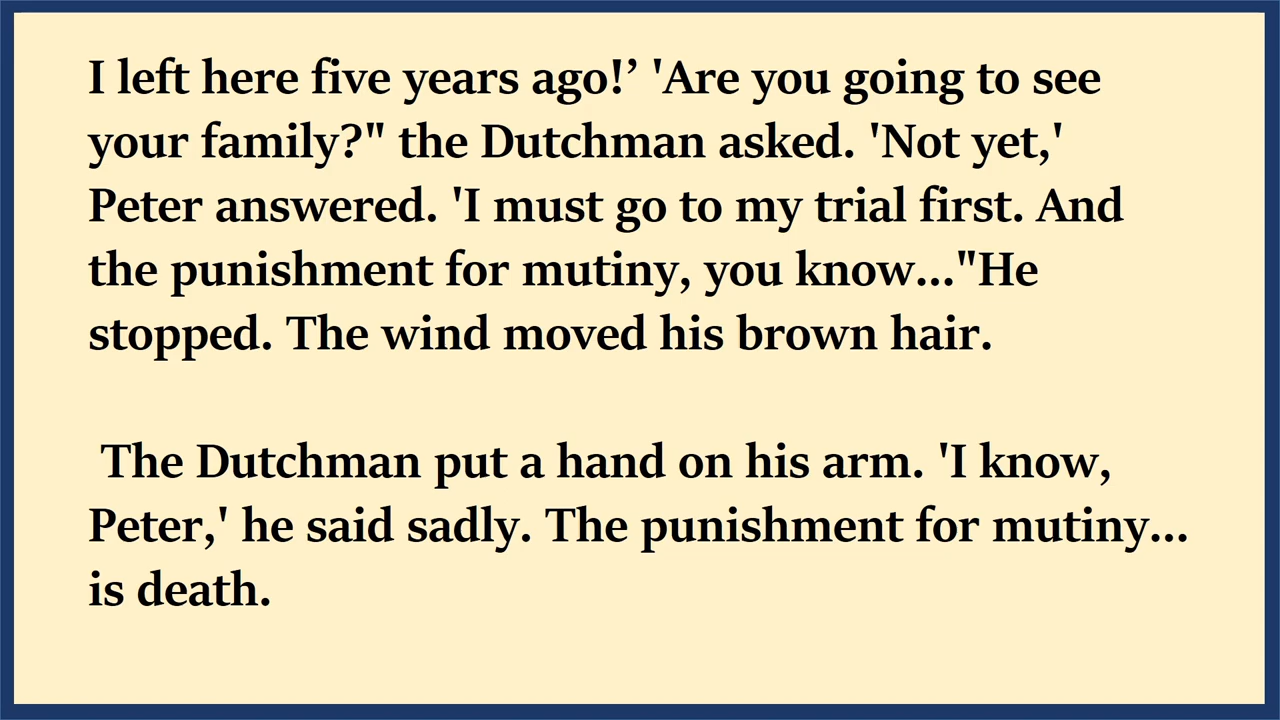 I left here five years ago!’ 'Are you going to see
your family?" the Dutchman asked. 'Not yet,'
Peter answered. 'I must go to my trial first. And
the punishment for mutiny, you know..."He
stopped. The wind moved his brown hair.
The Dutchman put a hand on his arm. 'I know,
Peter,' he said sadly. The punishment for mutiny...
is death.